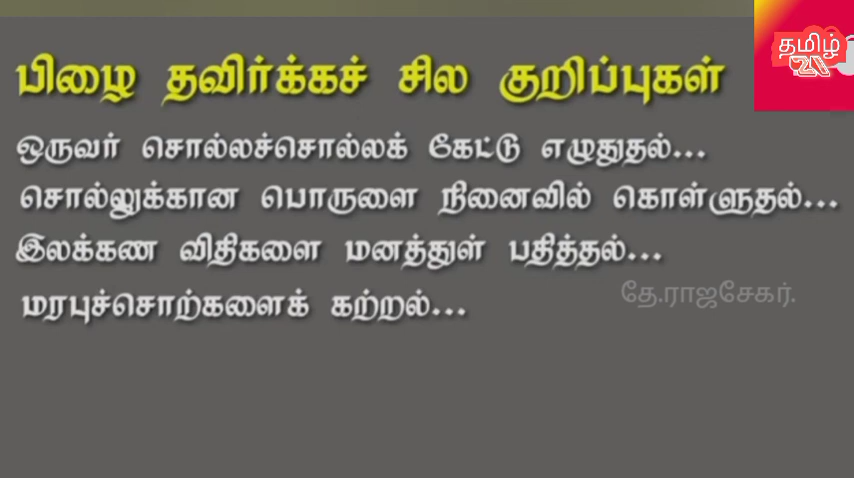 தமிழ்
21
பிழை தவிர்க்கச் சில குறிப்புகள்
ஒருவர் சொல்லச்சொல்லக் கேட்டு எழுதுதல்...
சொல்லுக்கான பொருளை நினைவில் கொள்ளுதல்...
இலக்கண விதிகளை மனத்துள் பதித்தல்...
மரபுச்சொற்களைக் கற்றல்...
தே.ராஜசேகர்.